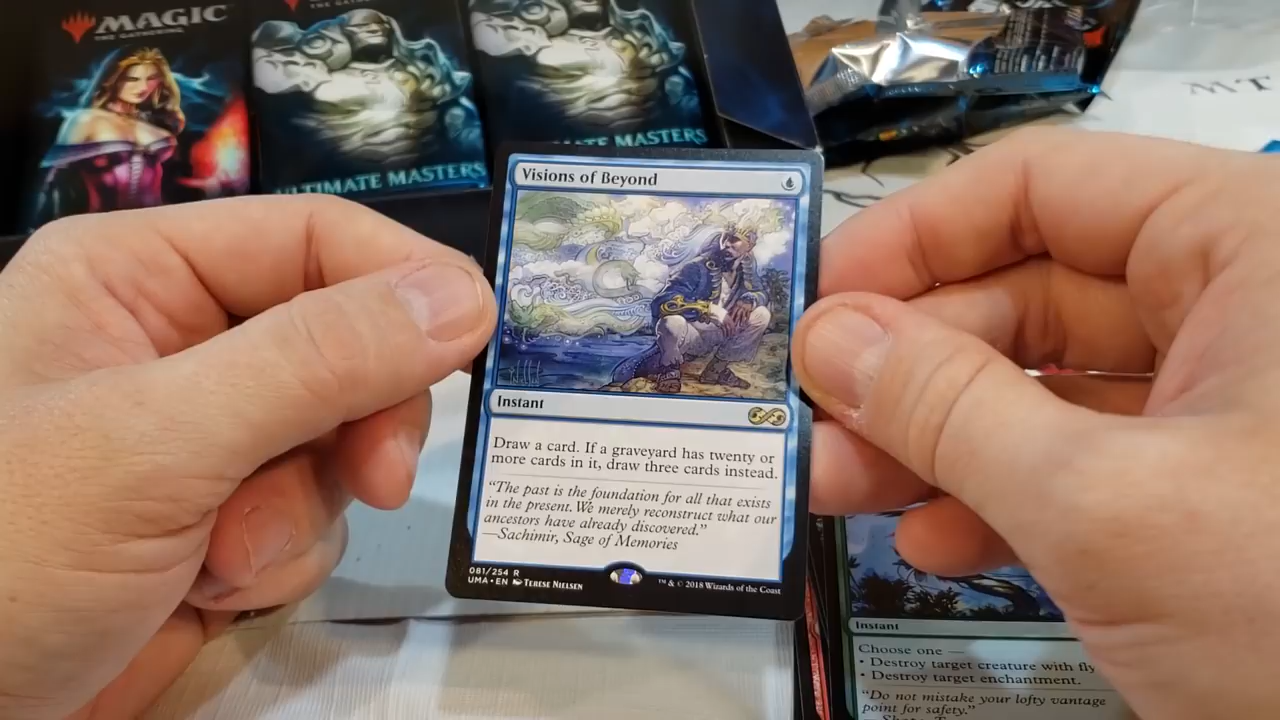 MAGIC
THE GATHERING
ULTIMATE MASTERS
MASTERS
MT
Visions of Beyond
Instant
Draw a card. If a graveyard has twenty or
more cards in it, draw three cards instead.
“The past is the foundation for all that exists
in the present. We merely reconstruct what our
ancestors have already discovered.”
—Sachimir, Sage of Memories
081/254 R
UMA • EN Terese Nielsen
™ & © 2018 Wizards of the Coast
Instant
Choose one —
• Destroy target creature with fly
• Destroy target enchantment.
“Do not mistake your lofty vantage
point for safety.”